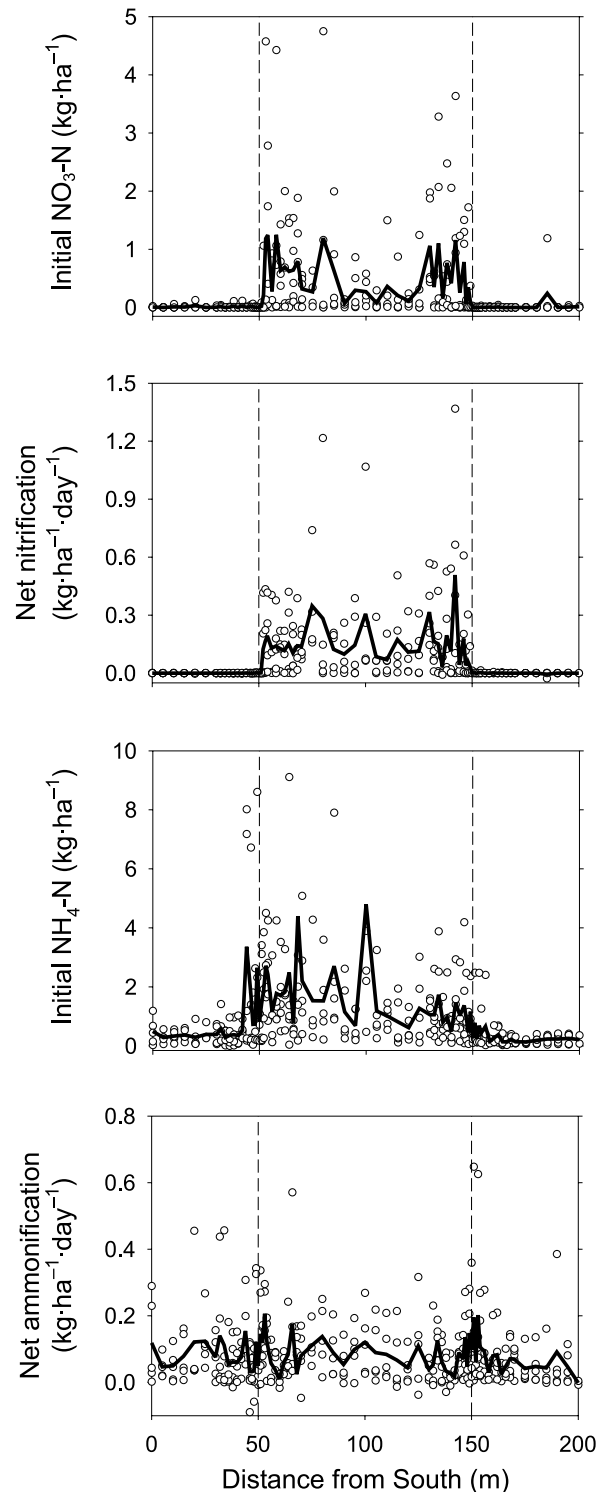 Initial NO₃-N (kg·ha⁻¹)
5
4
3
2
1
0
Net nitrification
(kg·ha⁻¹·day⁻¹)
1.5
1.2
0.9
0.6
0.3
0.0
Initial NH₄-N (kg·ha⁻¹)
10
8
6
4
2
0
Net ammonification
(kg·ha⁻¹·day⁻¹)
0.8
0.6
0.4
0.2
0.0
0 50 100 150 200
Distance from South (m)